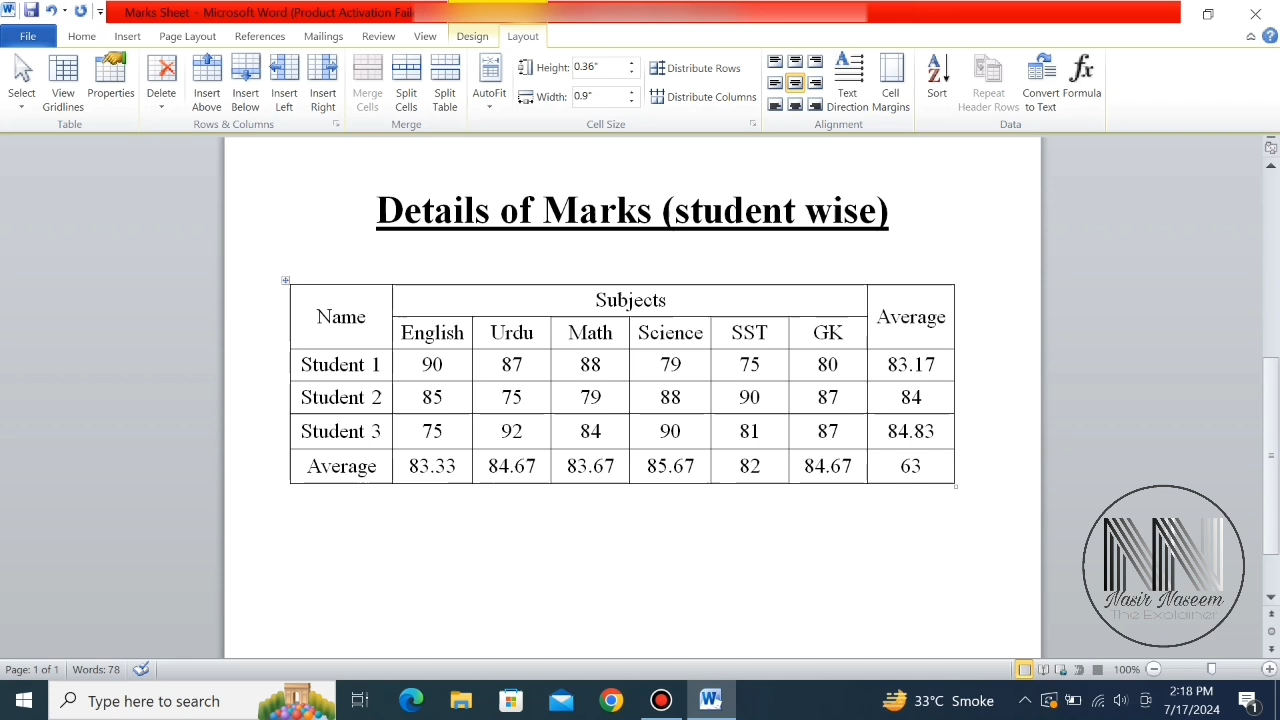 Marks Sheet - Microsoft Word (Product Activation Fail
File Home Insert Page Layout References Mailings Review View Design Layout
Select
View Gridlines
Properties
Table
Delete
Insert Above
Insert Below
Insert Left
Insert Right
Rows & Columns
Merge Cells
Split Cells
Split Table
Merge
AutoFit
Height: 0.36"
Width: 0.9"
Distribute Rows
Distribute Columns
Cell Size
Text Direction
Cell Margins
Alignment
Sort
Repeat Header Rows
Convert to Text
Formula
Data
Details of Marks (student wise)
Name Subjects Average
English Urdu Math Science SST GK
Student 1 90 87 88 79 75 80 83.17
Student 2 85 75 79 88 90 87 84
Student 3 75 92 84 90 81 87 84.83
Average 83.33 84.67 83.67 85.67 82 84.67 63
NN
Nasir Naseem
The Explainer
Page: 1 of 1 Words: 78 100%
Type here to search
33°C Smoke
2:18 PM
7/17/2024
1